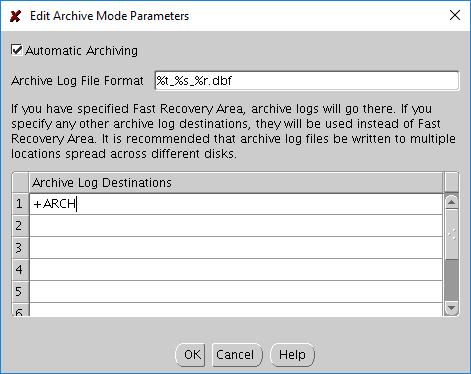 Edit Archive Mode Parameters
Automatic Archiving
Archive Log File Format %t_%s_%r.dbf
If you have specified Fast Recovery Area, archive logs will go there. If you
specify any other archive log destinations, they will be used instead of Fast
Recovery Area. It is recommended that archive log files be written to multiple
locations spread across different disks.
Archive Log Destinations
1 +ARCH
2
3
4
5
6
OK Cancel Help